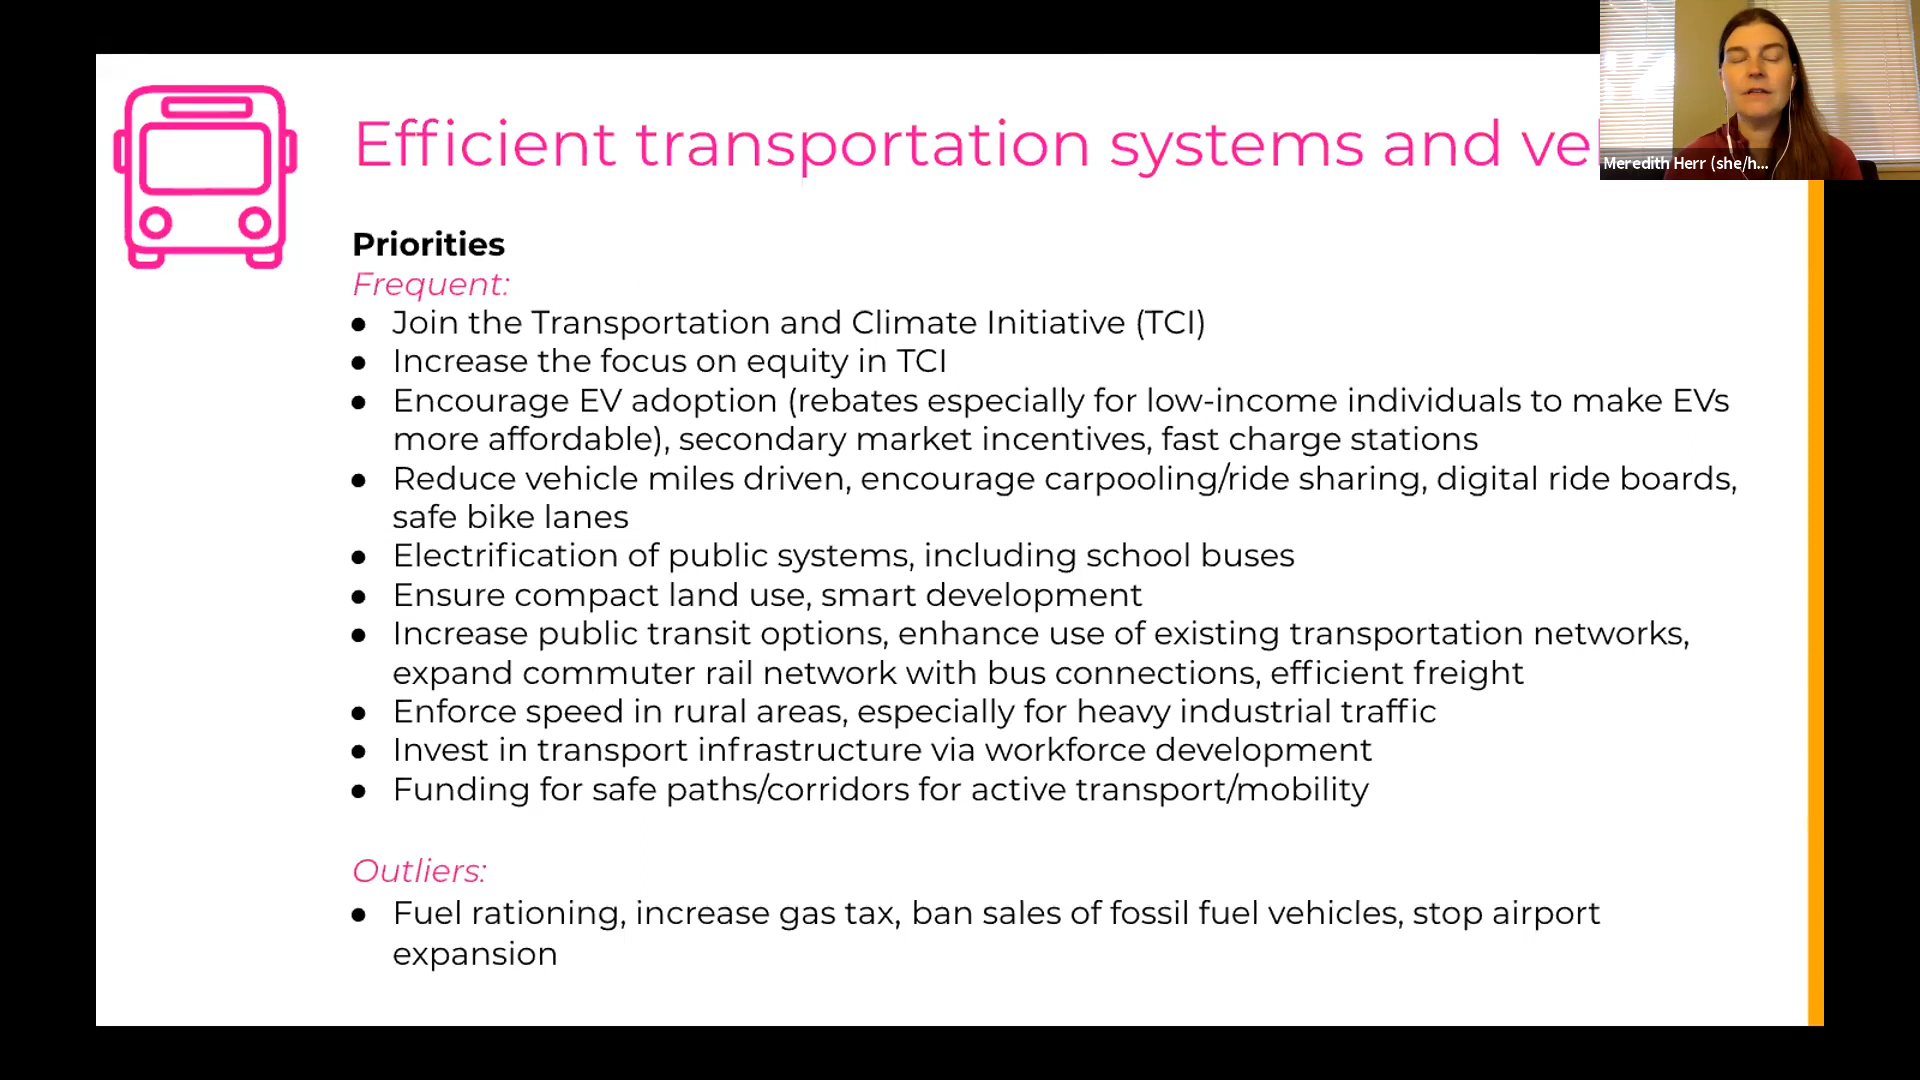 Efficient transportation systems and ve
Meredith Herr (she/h...
Priorities
Frequent:
● Join the Transportation and Climate Initiative (TCI)
● Increase the focus on equity in TCI
● Encourage EV adoption (rebates especially for low-income individuals to make EVs
more affordable), secondary market incentives, fast charge stations
● Reduce vehicle miles driven, encourage carpooling/ride sharing, digital ride boards,
safe bike lanes
● Electrification of public systems, including school buses
● Ensure compact land use, smart development
● Increase public transit options, enhance use of existing transportation networks,
expand commuter rail network with bus connections, efficient freight
● Enforce speed in rural areas, especially for heavy industrial traffic
● Invest in transport infrastructure via workforce development
● Funding for safe paths/corridors for active transport/mobility
Outliers:
● Fuel rationing, increase gas tax, ban sales of fossil fuel vehicles, stop airport
expansion